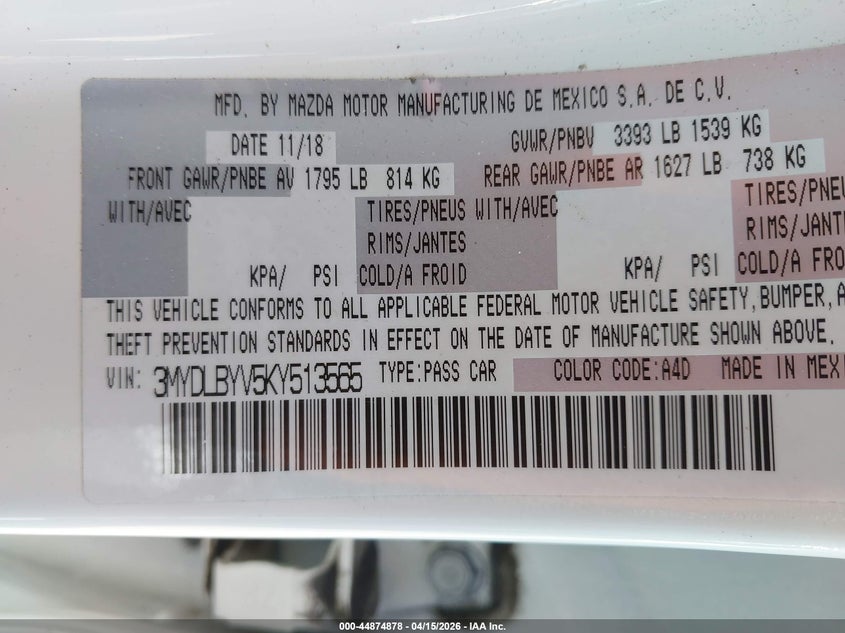 MFD. BY MAZDA MOTOR MANUFACTURING DE MEXICO S.A. DE C.V.
DATE 11/18 GVWR/PNBV 3393 LB 1539 KG
FRONT GAWR/PNBE AV 1795 LB 814 KG REAR GAWR/PNBE AR 1627 LB 738 KG
WITH/AVEC TIRES/PNEUS WITH/AVEC TIRES/PNEU
RIMS/JANTES RIMS/JANT
KPA/ PSI COLD/A FROID KPA/ PSI COLD/A FRO
THIS VEHICLE CONFORMS TO ALL APPLICABLE FEDERAL MOTOR VEHICLE SAFETY, BUMPER, A
THEFT PREVENTION STANDARDS IN EFFECT ON THE DATE OF MANUFACTURE SHOWN ABOVE.
VIN: 3MYDLBYV5KY513565 TYPE:PASS CAR COLOR CODE:A4D MADE IN MEXI
000-44874878 - 04/15/2026 - IAA Inc.